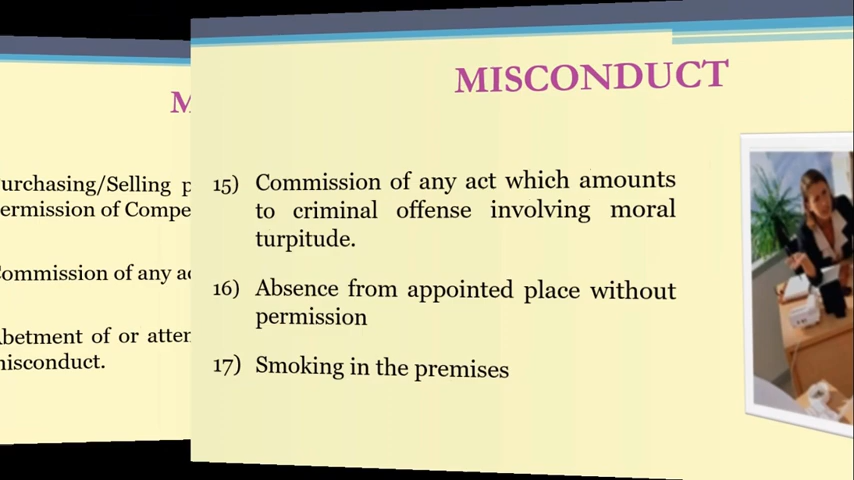 M
urchasing/Selling p
ermission of Compe
ommission of any ac
betment of or atten
isconduct.
MISCONDUCT
15) Commission of any act which amounts
to criminal offense involving moral
turpitude.
16) Absence from appointed place without
permission
17) Smoking in the premises